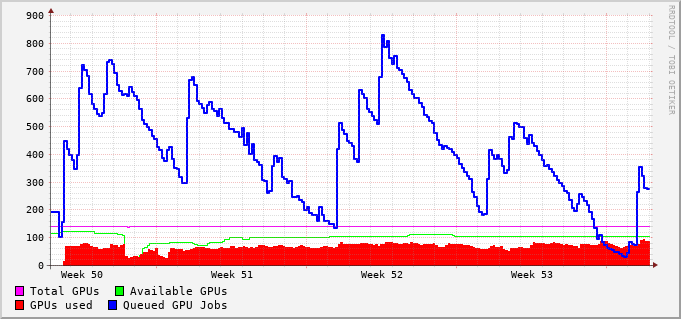 900
800
700
600
500
400
300
200
100
0
Week 50 Week 51 Week 52 Week 53
Total GPUs Available GPUs
GPUs used Queued GPU Jobs
RRDTOOL / TOBI OETIKER